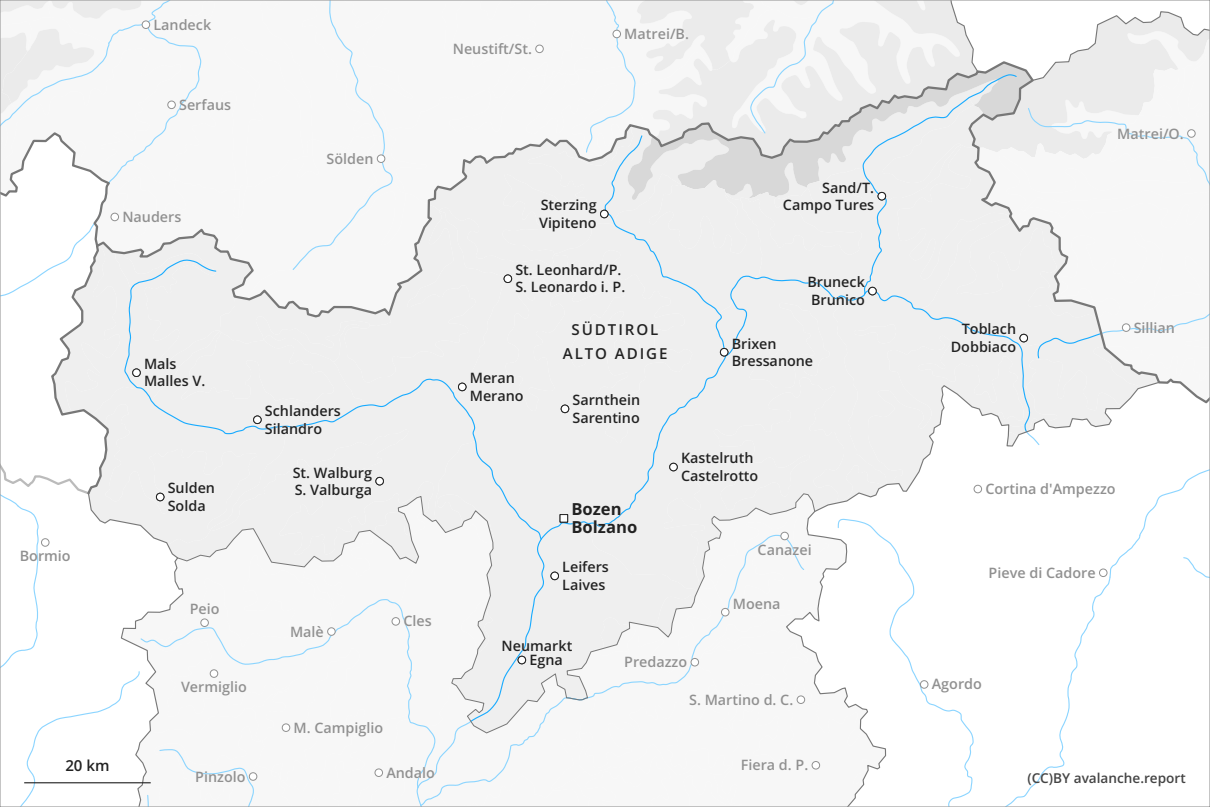 Landeck
Matrei/B.
Neustift/St.
Serfaus
Matrei/O.
Sölden
Sand/T.
Campo Tures
Nauders
Sterzing
Vipiteno
St. Leonhard/P.
S. Leonardo i. P.
Bruneck
Brunico
SÜDTIROL
ALTO ADIGE
Toblach
Dobbiaco
Sillian
Brixen
Bressanone
Mals
Malles V.
Meran
Merano
Sarnthein
Sarentino
Schlanders
Silandro
Kastelruth
Castelrotto
St. Walburg
S. Valburga
Sulden
Solda
Cortina d'Ampezzo
Bozen
Bolzano
Bormio
Canazei
Leifers
Laives
Pieve di Cadore
Peio
Moena
Cles
Malè
Neumarkt
Egna
Predazzo
Vermiglio
Agordo
S. Martino d. C.
M. Campiglio
20 km
Fiera d. P.
Pinzolo
Andalo
(CC)BY avalanche.report